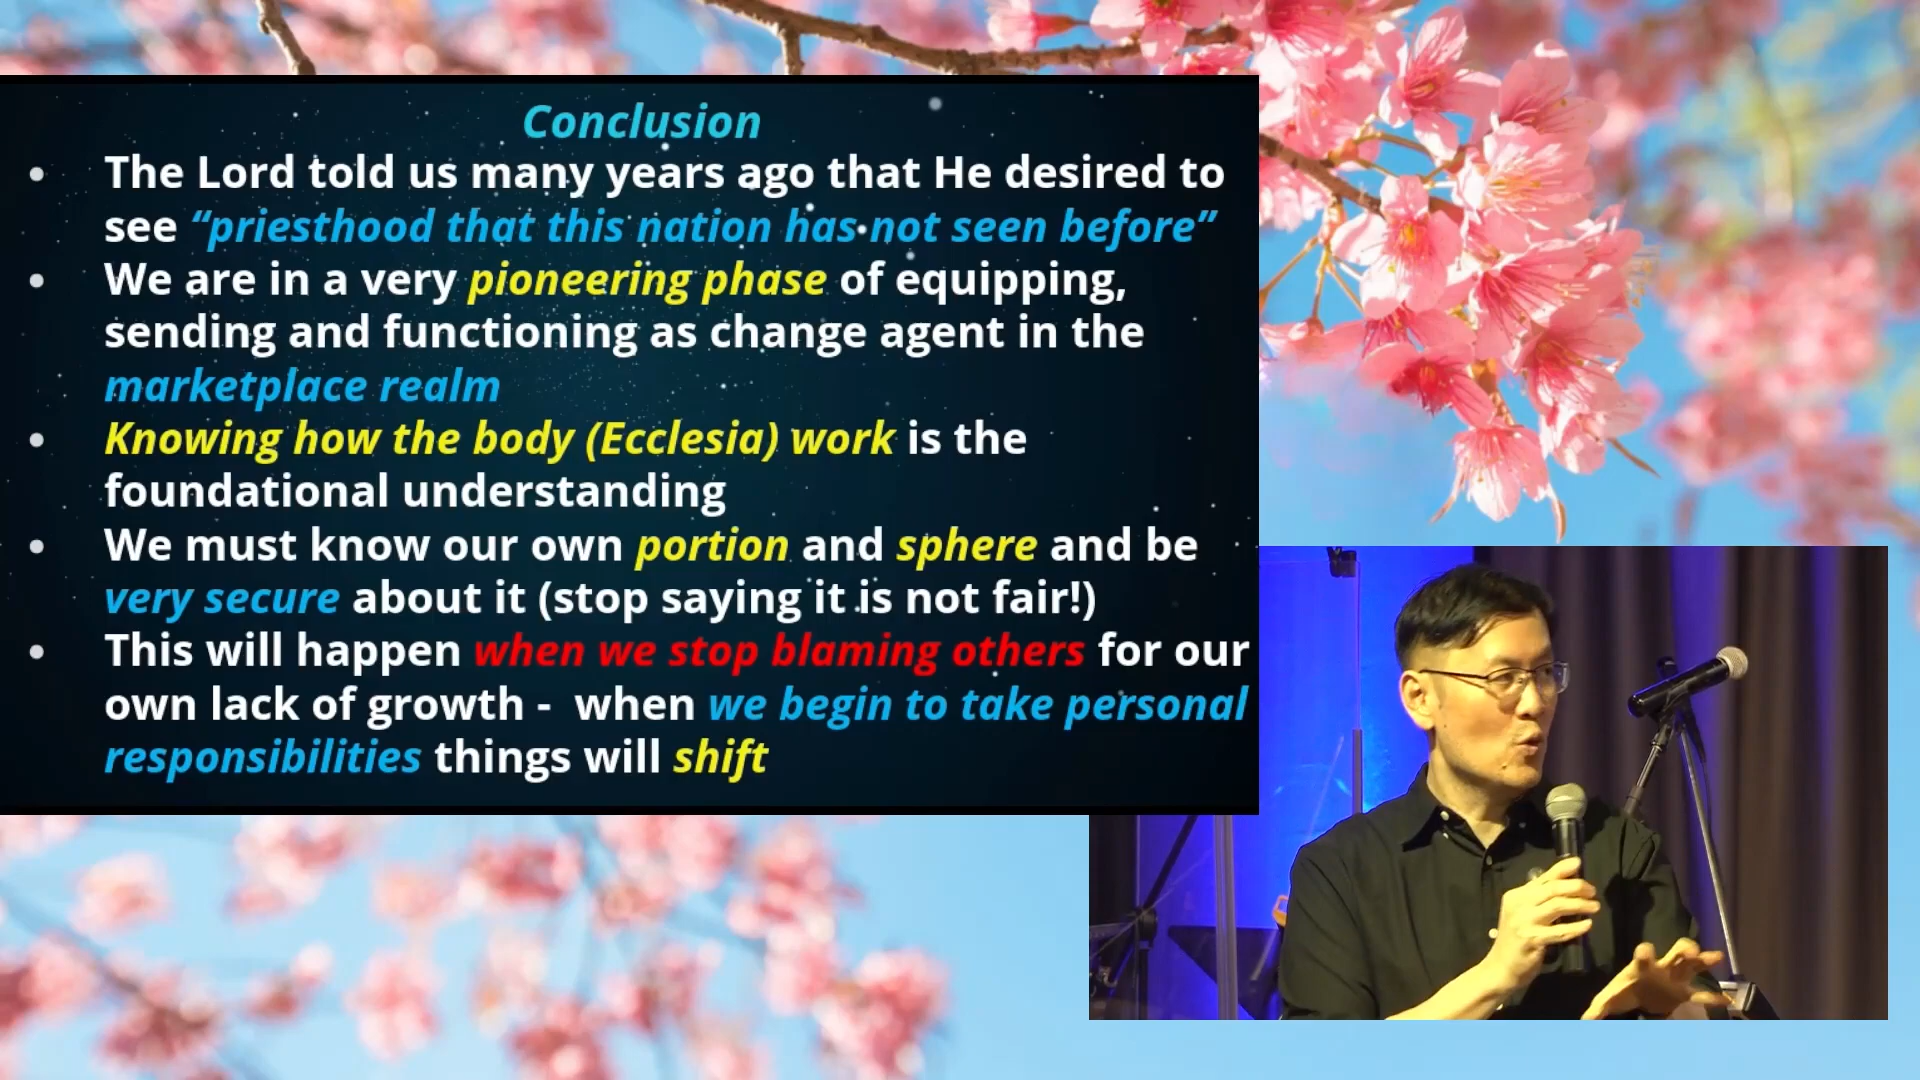 Conclusion
• The Lord told us many years ago that He desired to
see “priesthood that this nation has not seen before”
• We are in a very pioneering phase of equipping,
sending and functioning as change agent in the
marketplace realm
• Knowing how the body (Ecclesia) work is the
foundational understanding
• We must know our own portion and sphere and be
very secure about it (stop saying it is not fair!)
• This will happen when we stop blaming others for our
own lack of growth -  when we begin to take personal
responsibilities things will shift